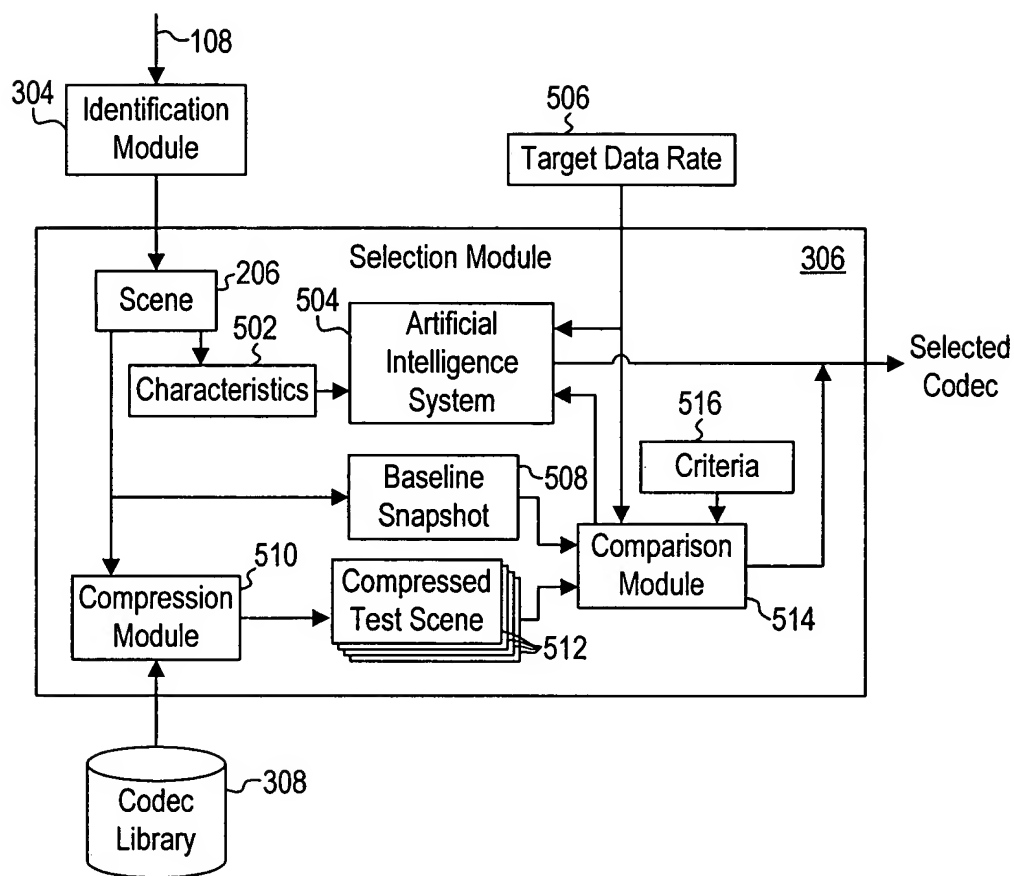 108
304
Identification
Module
506
Target Data Rate
Selection Module
306
206
Scene
504
Artificial
Intelligence
System
502
Characteristics
Selected
Codec
516
Criteria
508
Baseline
Snapshot
510
Compression
Module
Compressed
Test Scene
512
Comparison
Module
514
308
Codec
Library